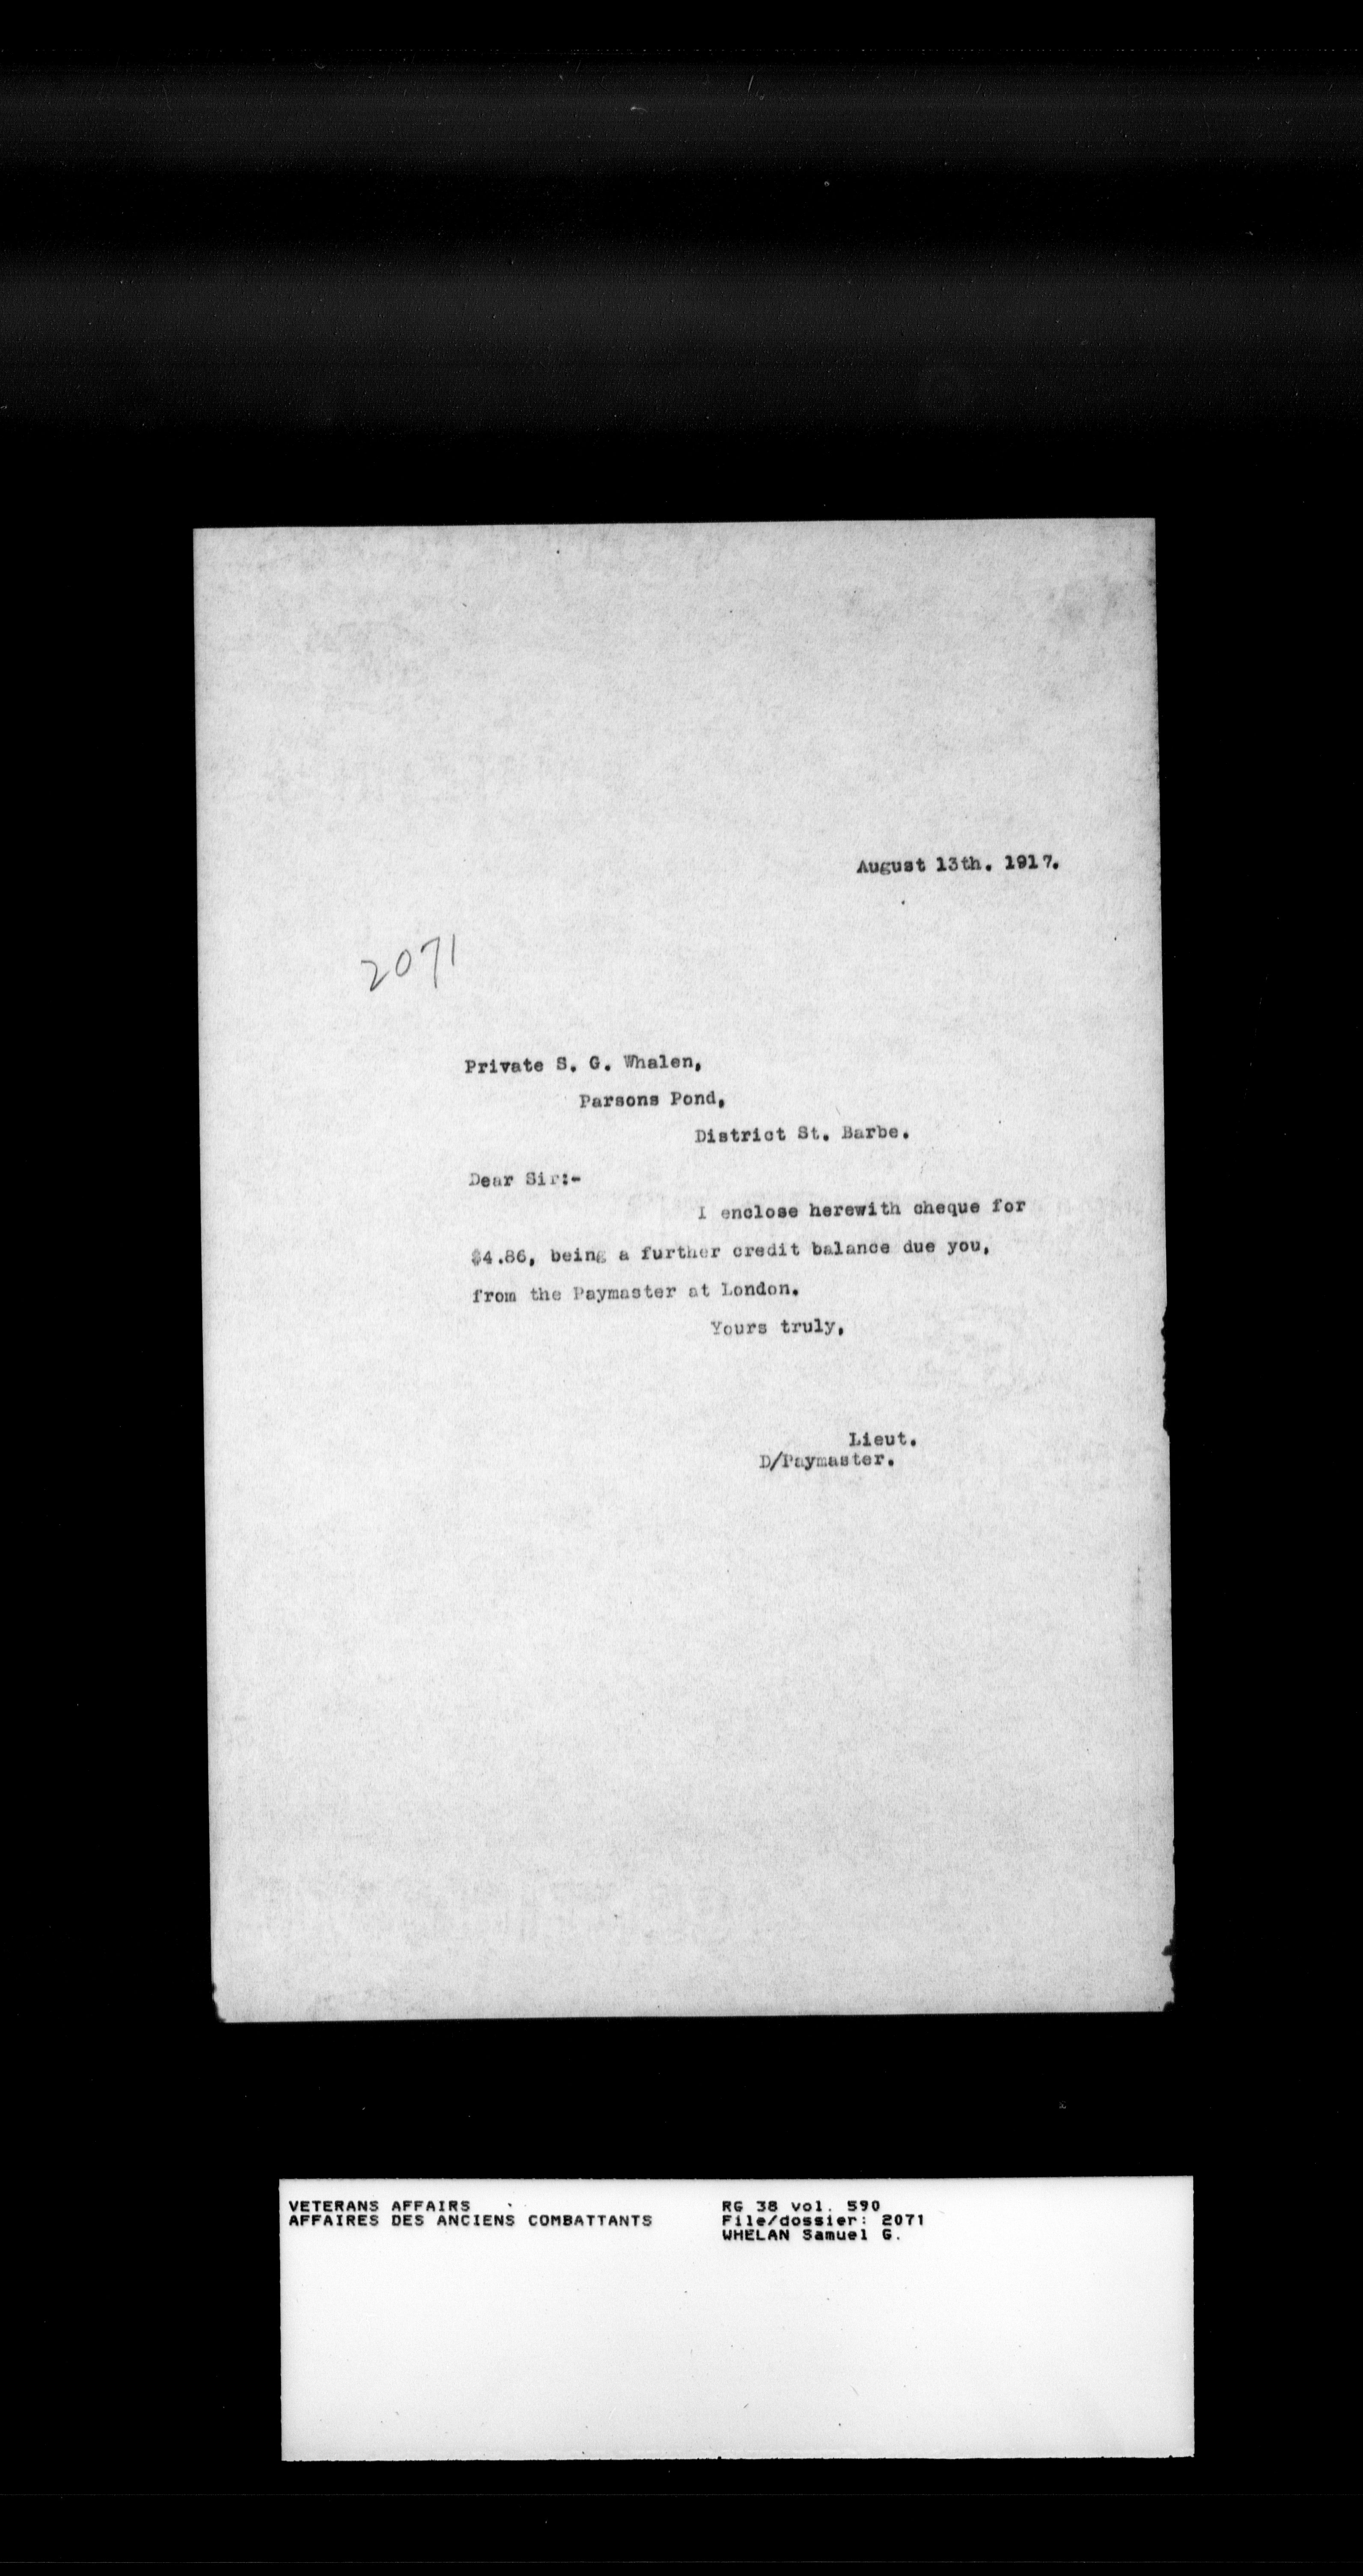 August 13th. 1917.
2071
Private S. G. Whalen,
Parsons Pond,
District St. Barbe.
Dear Sir:-
I enclose herewith cheque for
$4.86, being a further credit balance due you,
from the Paymaster at London.
Yours truly,
Lieut.
D/Paymaster.
VETERANS AFFAIRS
AFFAIRES DES ANCIENS COMBATTANTS
RG 38 vol. 590
File/dossier: 2071
WHELAN Samuel G.